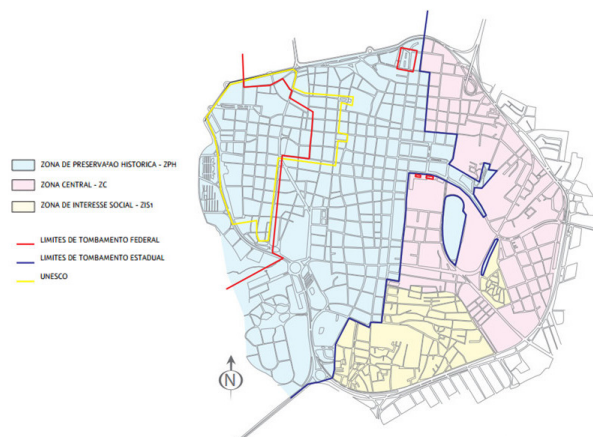 ZONA DE PRESERVAÇAO HISTORICA - ZPH
ZONA CENTRAL - ZC
ZONA DE INTERESSE SOCIAL - ZIS1
LIMITES DE TOMBAMENTO FEDERAL
LIMITES DE TOMBAMENTO ESTADUAL
UNESCO
N